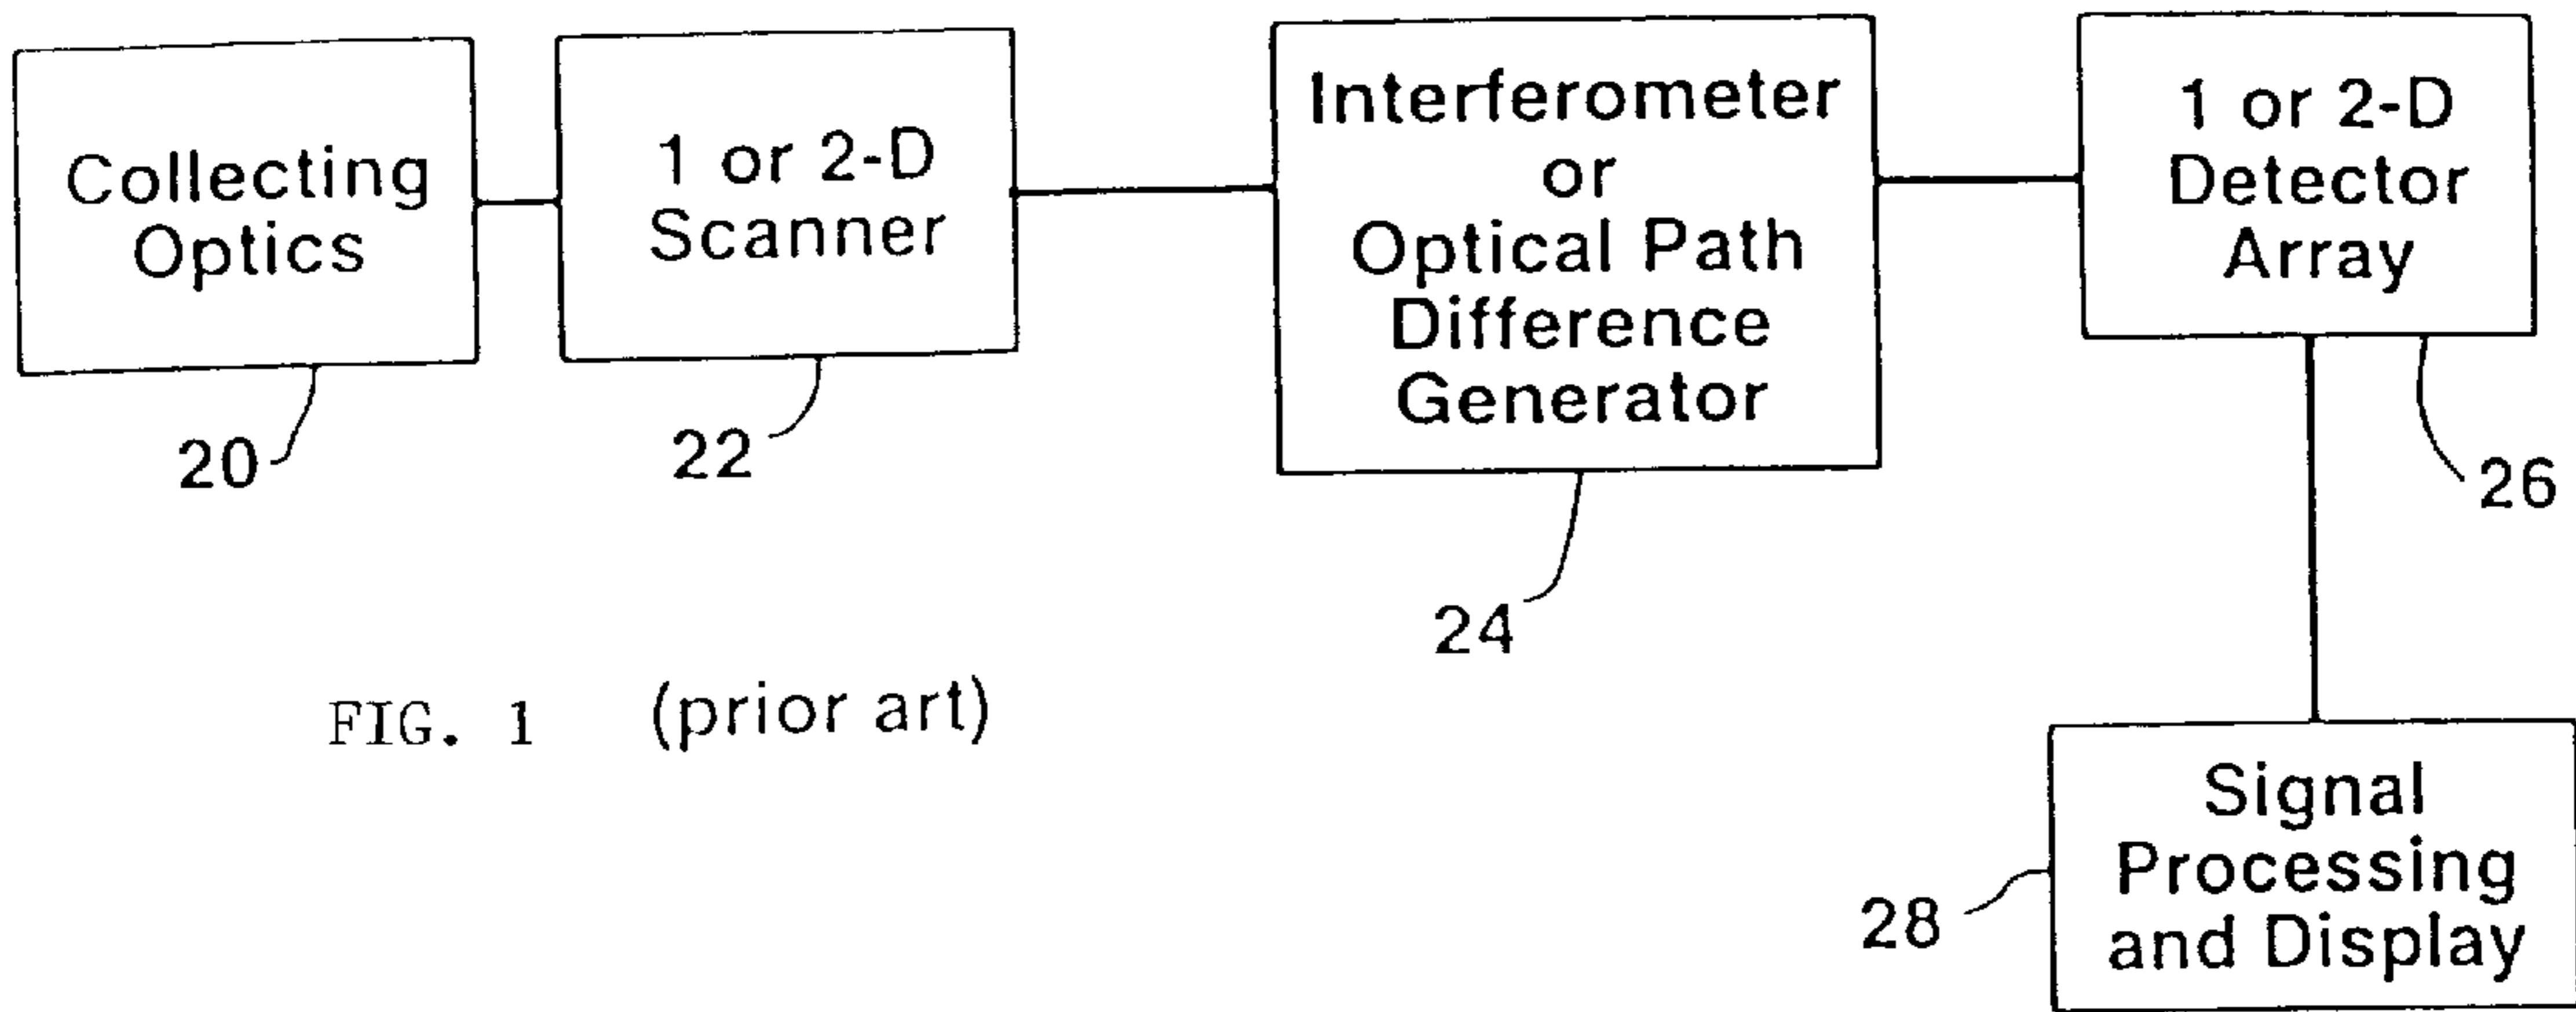 Collecting
Optics
20
1 or 2-D
Scanner
22
Interferometer
or
Optical Path
Difference
Generator
24
1 or 2-D
Detector
Array
26
Signal
Processing
and Display
28
FIG. 1 (prior art)